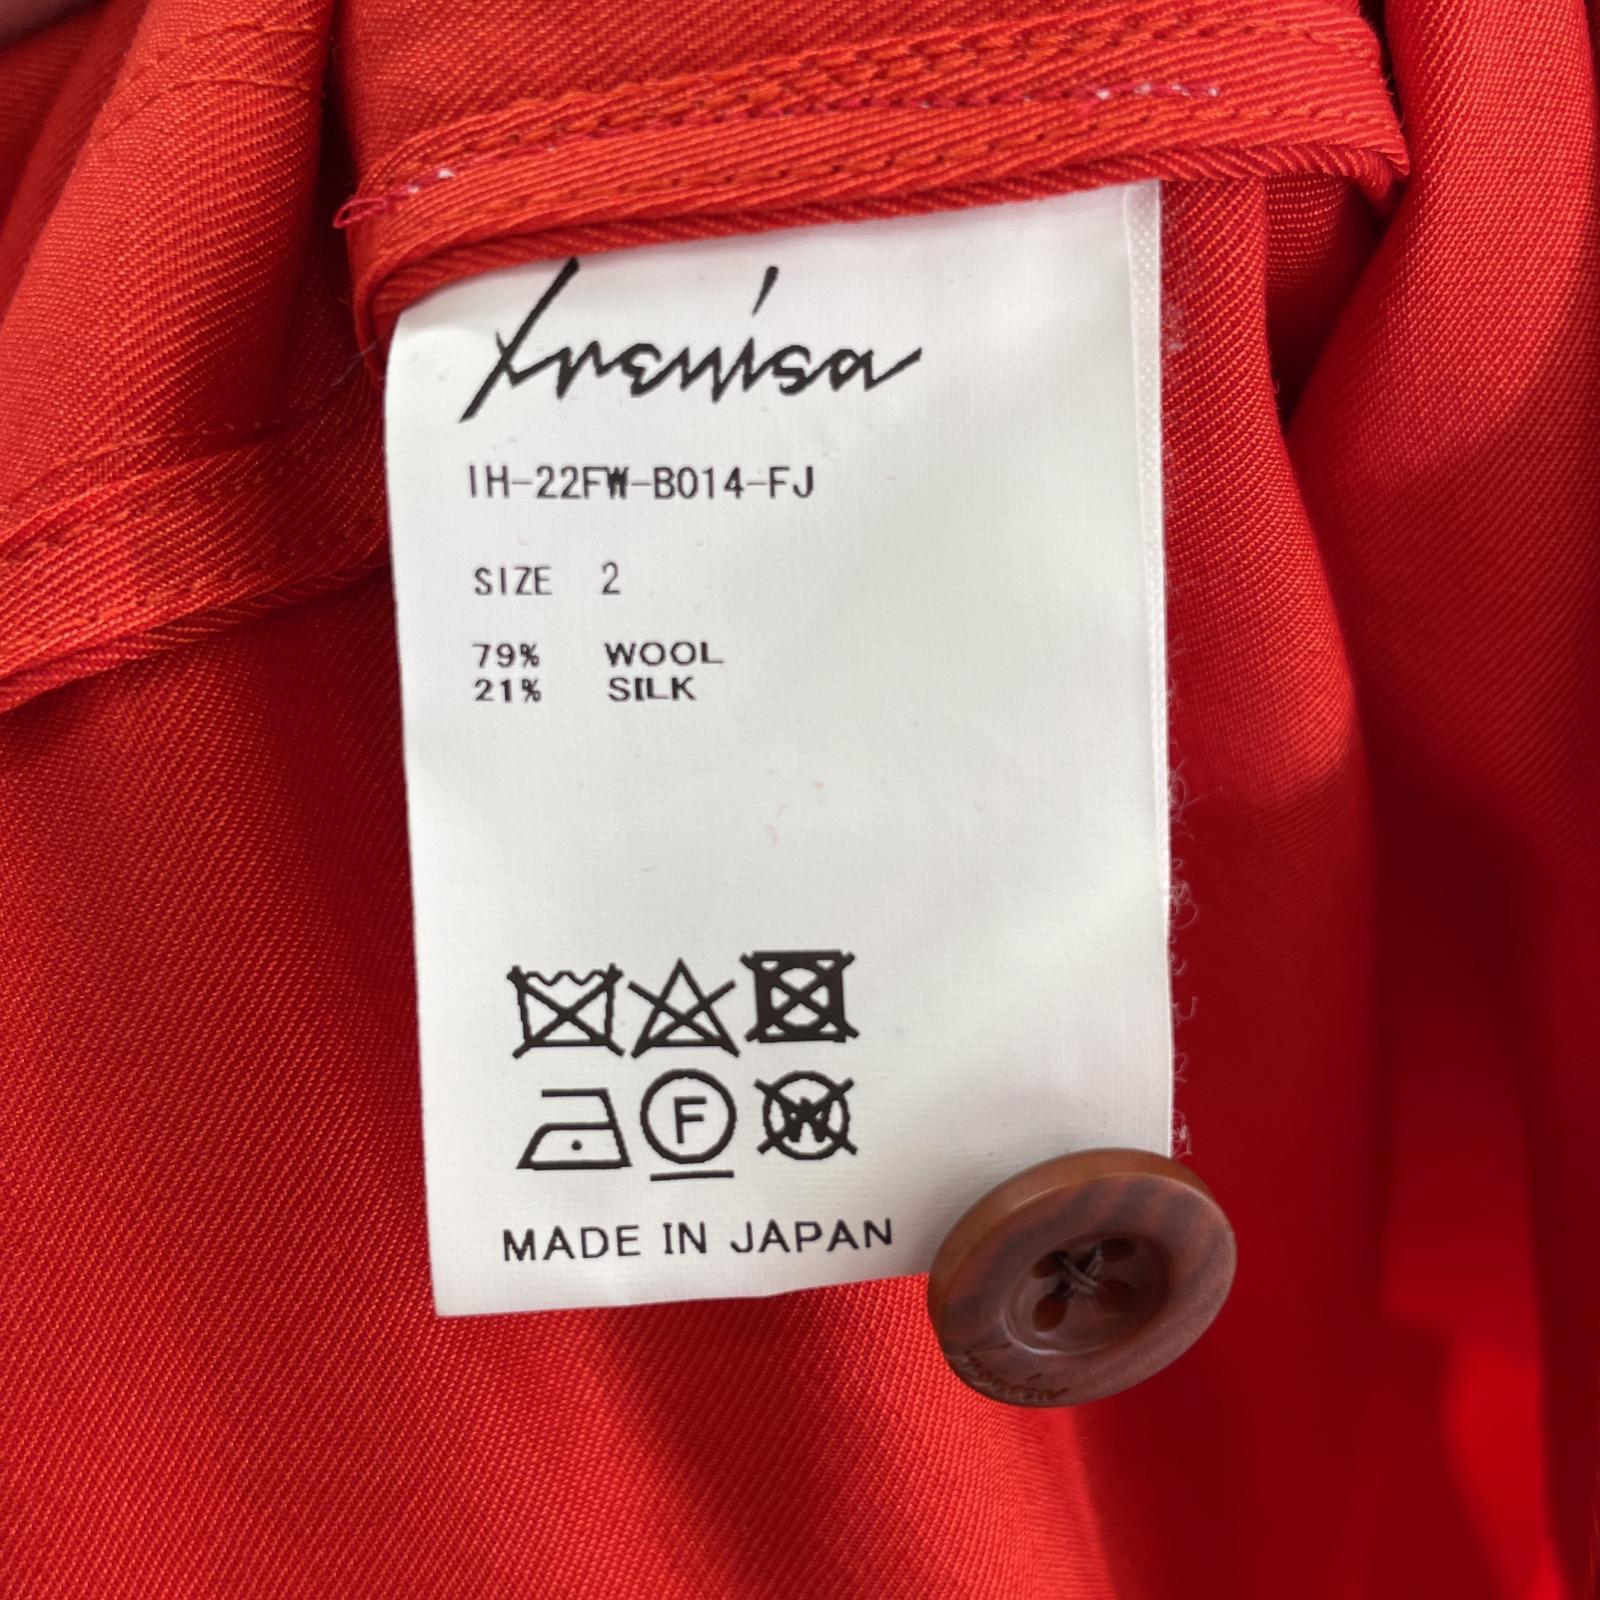 Irenisa
IH-22FW-B014-FJ
SIZE 2
79% WOOL
21% SILK
F
W
MADE IN JAPAN